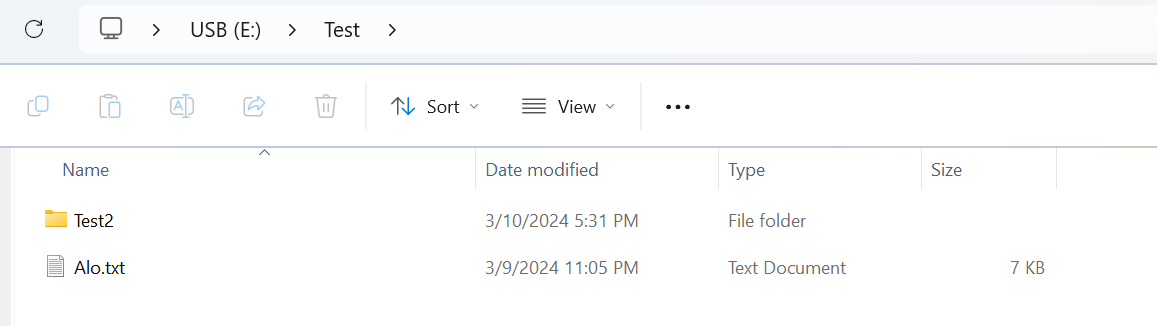 USB (E:) Test
Sort View
Name Date modified Type Size
Test2 3/10/2024 5:31 PM File folder
Alo.txt 3/9/2024 11:05 PM Text Document 7 KB